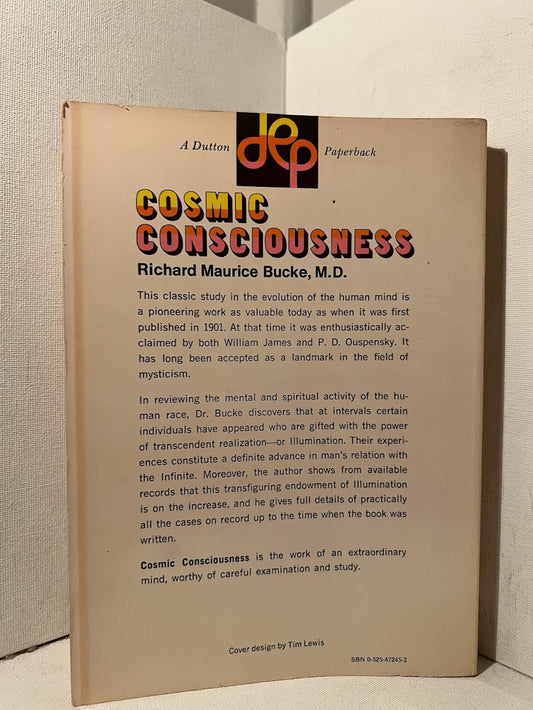 A Dutton dep Paperback
COSMIC
CONSCIOUSNESS
Richard Maurice Bucke, M.D.
This classic study in the evolution of the human mind is
a pioneering work as valuable today as when it was first
published in 1901. At that time it was enthusiastically ac-
claimed by both William James and P. D. Ouspensky. It
has long been accepted as a landmark in the field of
mysticism.
In reviewing the mental and spiritual activity of the hu-
man race, Dr. Bucke discovers that at intervals certain
individuals have appeared who are gifted with the power
of transcendent realization—or Illumination. Their experi-
ences constitute a definite advance in man's relation with
the Infinite. Moreover, the author shows from available
records that this transfiguring endowment of Illumination
is on the increase, and he gives full details of practically
all the cases on record up to the time when the book was
written.
Cosmic Consciousness is the work of an extraordinary
mind, worthy of careful examination and study.
Cover design by Tim Lewis
SBN 0-525-47245-2